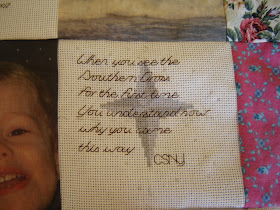 When you see the
Southern Cross
For the first time
You understand now
why you came
this way
CSNY